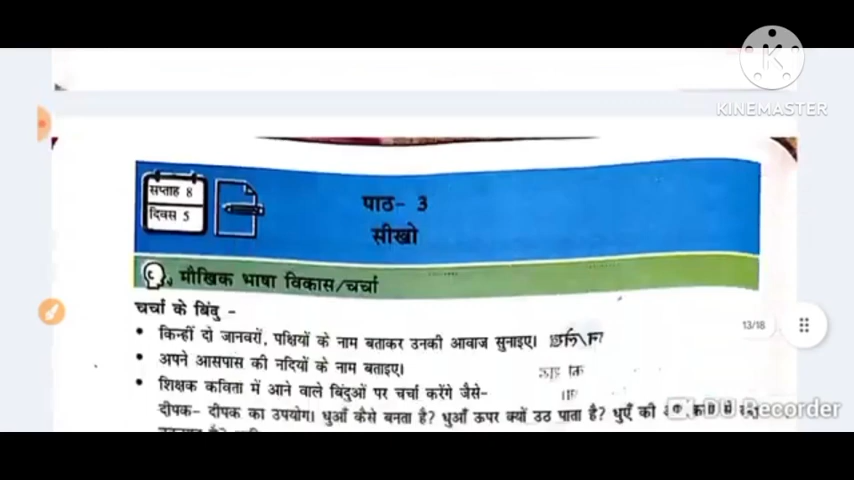 KINEMASTER
सप्ताह 8
दिवस 5
पाठ- 3
सीखो
मौखिक भाषा विकास/चर्चा
चर्चा के बिंदु -
• किन्हीं दो जानवरों, पक्षियों के नाम बताकर उनकी आवाज सुनाइए।
• अपने आसपास की नदियों के नाम बताइए।
13/18
• शिक्षक कविता में आने वाले बिंदुओं पर चर्चा करेंगे जैसे-
दीपक- दीपक का उपयोग। धुआँ कैसे बनता है? धुआँ ऊपर क्यों उठ पाता है? धुएँ की
DU Recorder